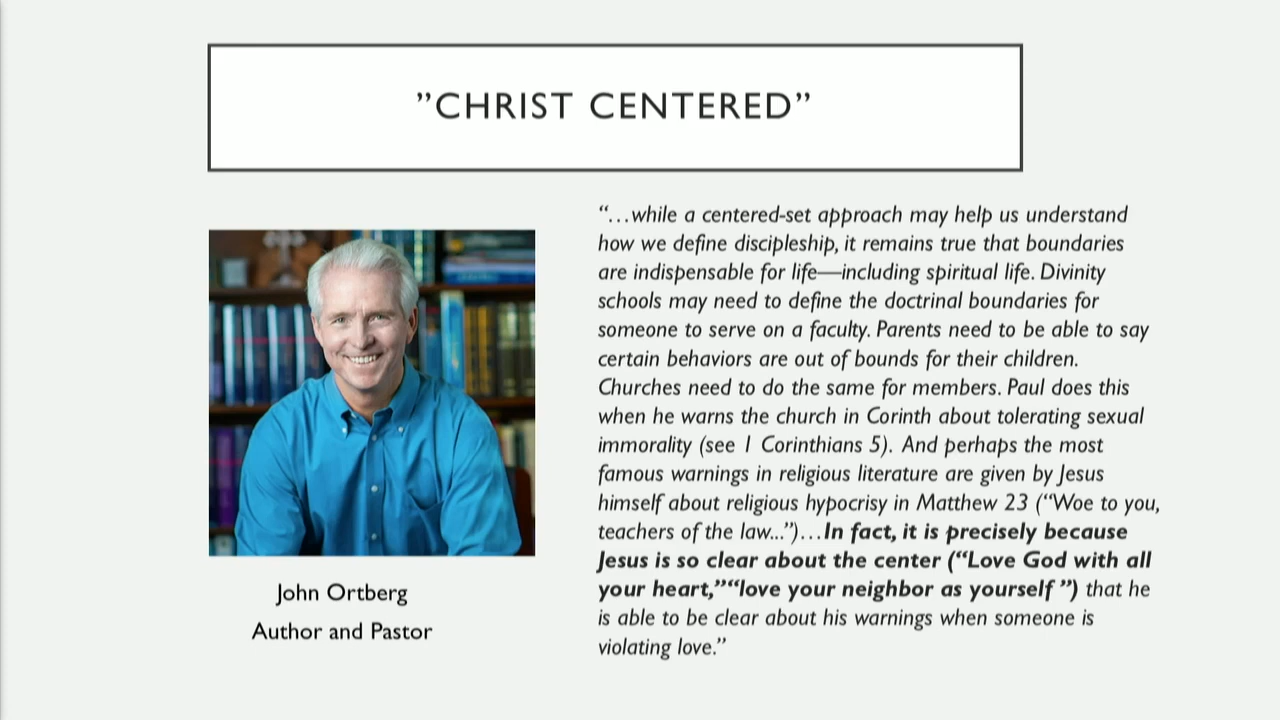 ”CHRIST CENTERED”
“…while a centered-set approach may help us understand
how we define discipleship, it remains true that boundaries
are indispensable for life—including spiritual life. Divinity
schools may need to define the doctrinal boundaries for
someone to serve on a faculty. Parents need to be able to say
certain behaviors are out of bounds for their children.
Churches need to do the same for members. Paul does this
when he warns the church in Corinth about tolerating sexual
immorality (see 1 Corinthians 5). And perhaps the most
famous warnings in religious literature are given by Jesus
himself about religious hypocrisy in Matthew 23 (“Woe to you,
teachers of the law...”)…In fact, it is precisely because
Jesus is so clear about the center (“Love God with all
your heart,”“love your neighbor as yourself ”) that he
is able to be clear about his warnings when someone is
violating love.”
John Ortberg
Author and Pastor